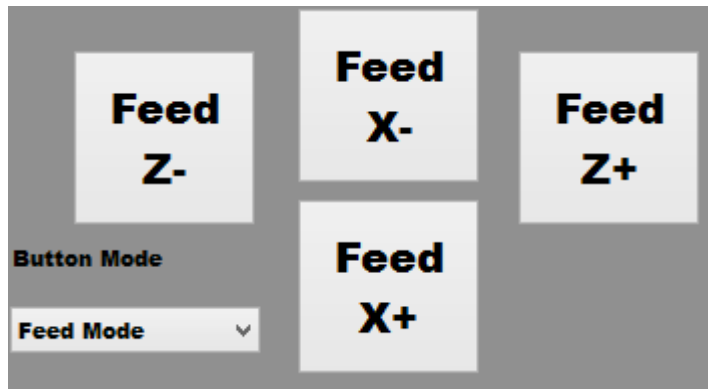 Feed
Z-
Feed
X-
Feed
Z+
Button Mode
Feed
X+
Feed Mode